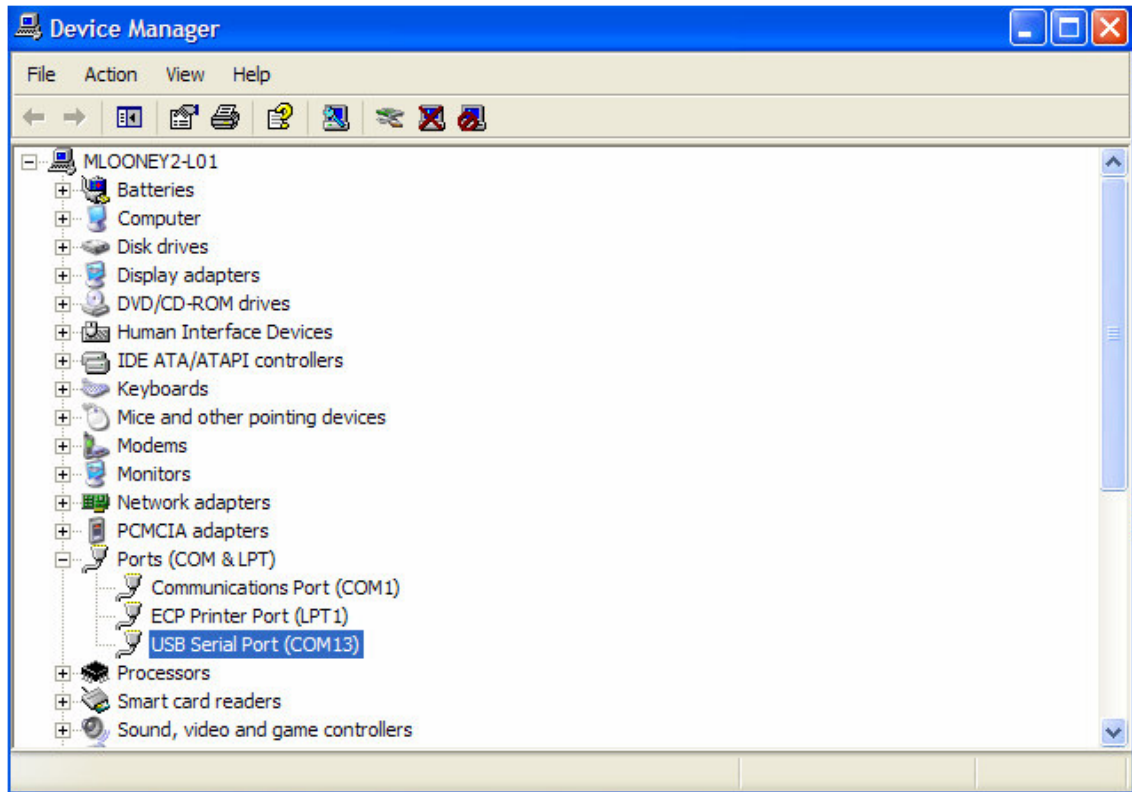 Device Manager
File Action View Help
MLOONEY2-L01
Batteries
Computer
Disk drives
Display adapters
DVD/CD-ROM drives
Human Interface Devices
IDE ATA/ATAPI controllers
Keyboards
Mice and other pointing devices
Modems
Monitors
Network adapters
PCMCIA adapters
Ports (COM & LPT)
Communications Port (COM1)
ECP Printer Port (LPT1)
USB Serial Port (COM13)
Processors
Smart card readers
Sound, video and game controllers